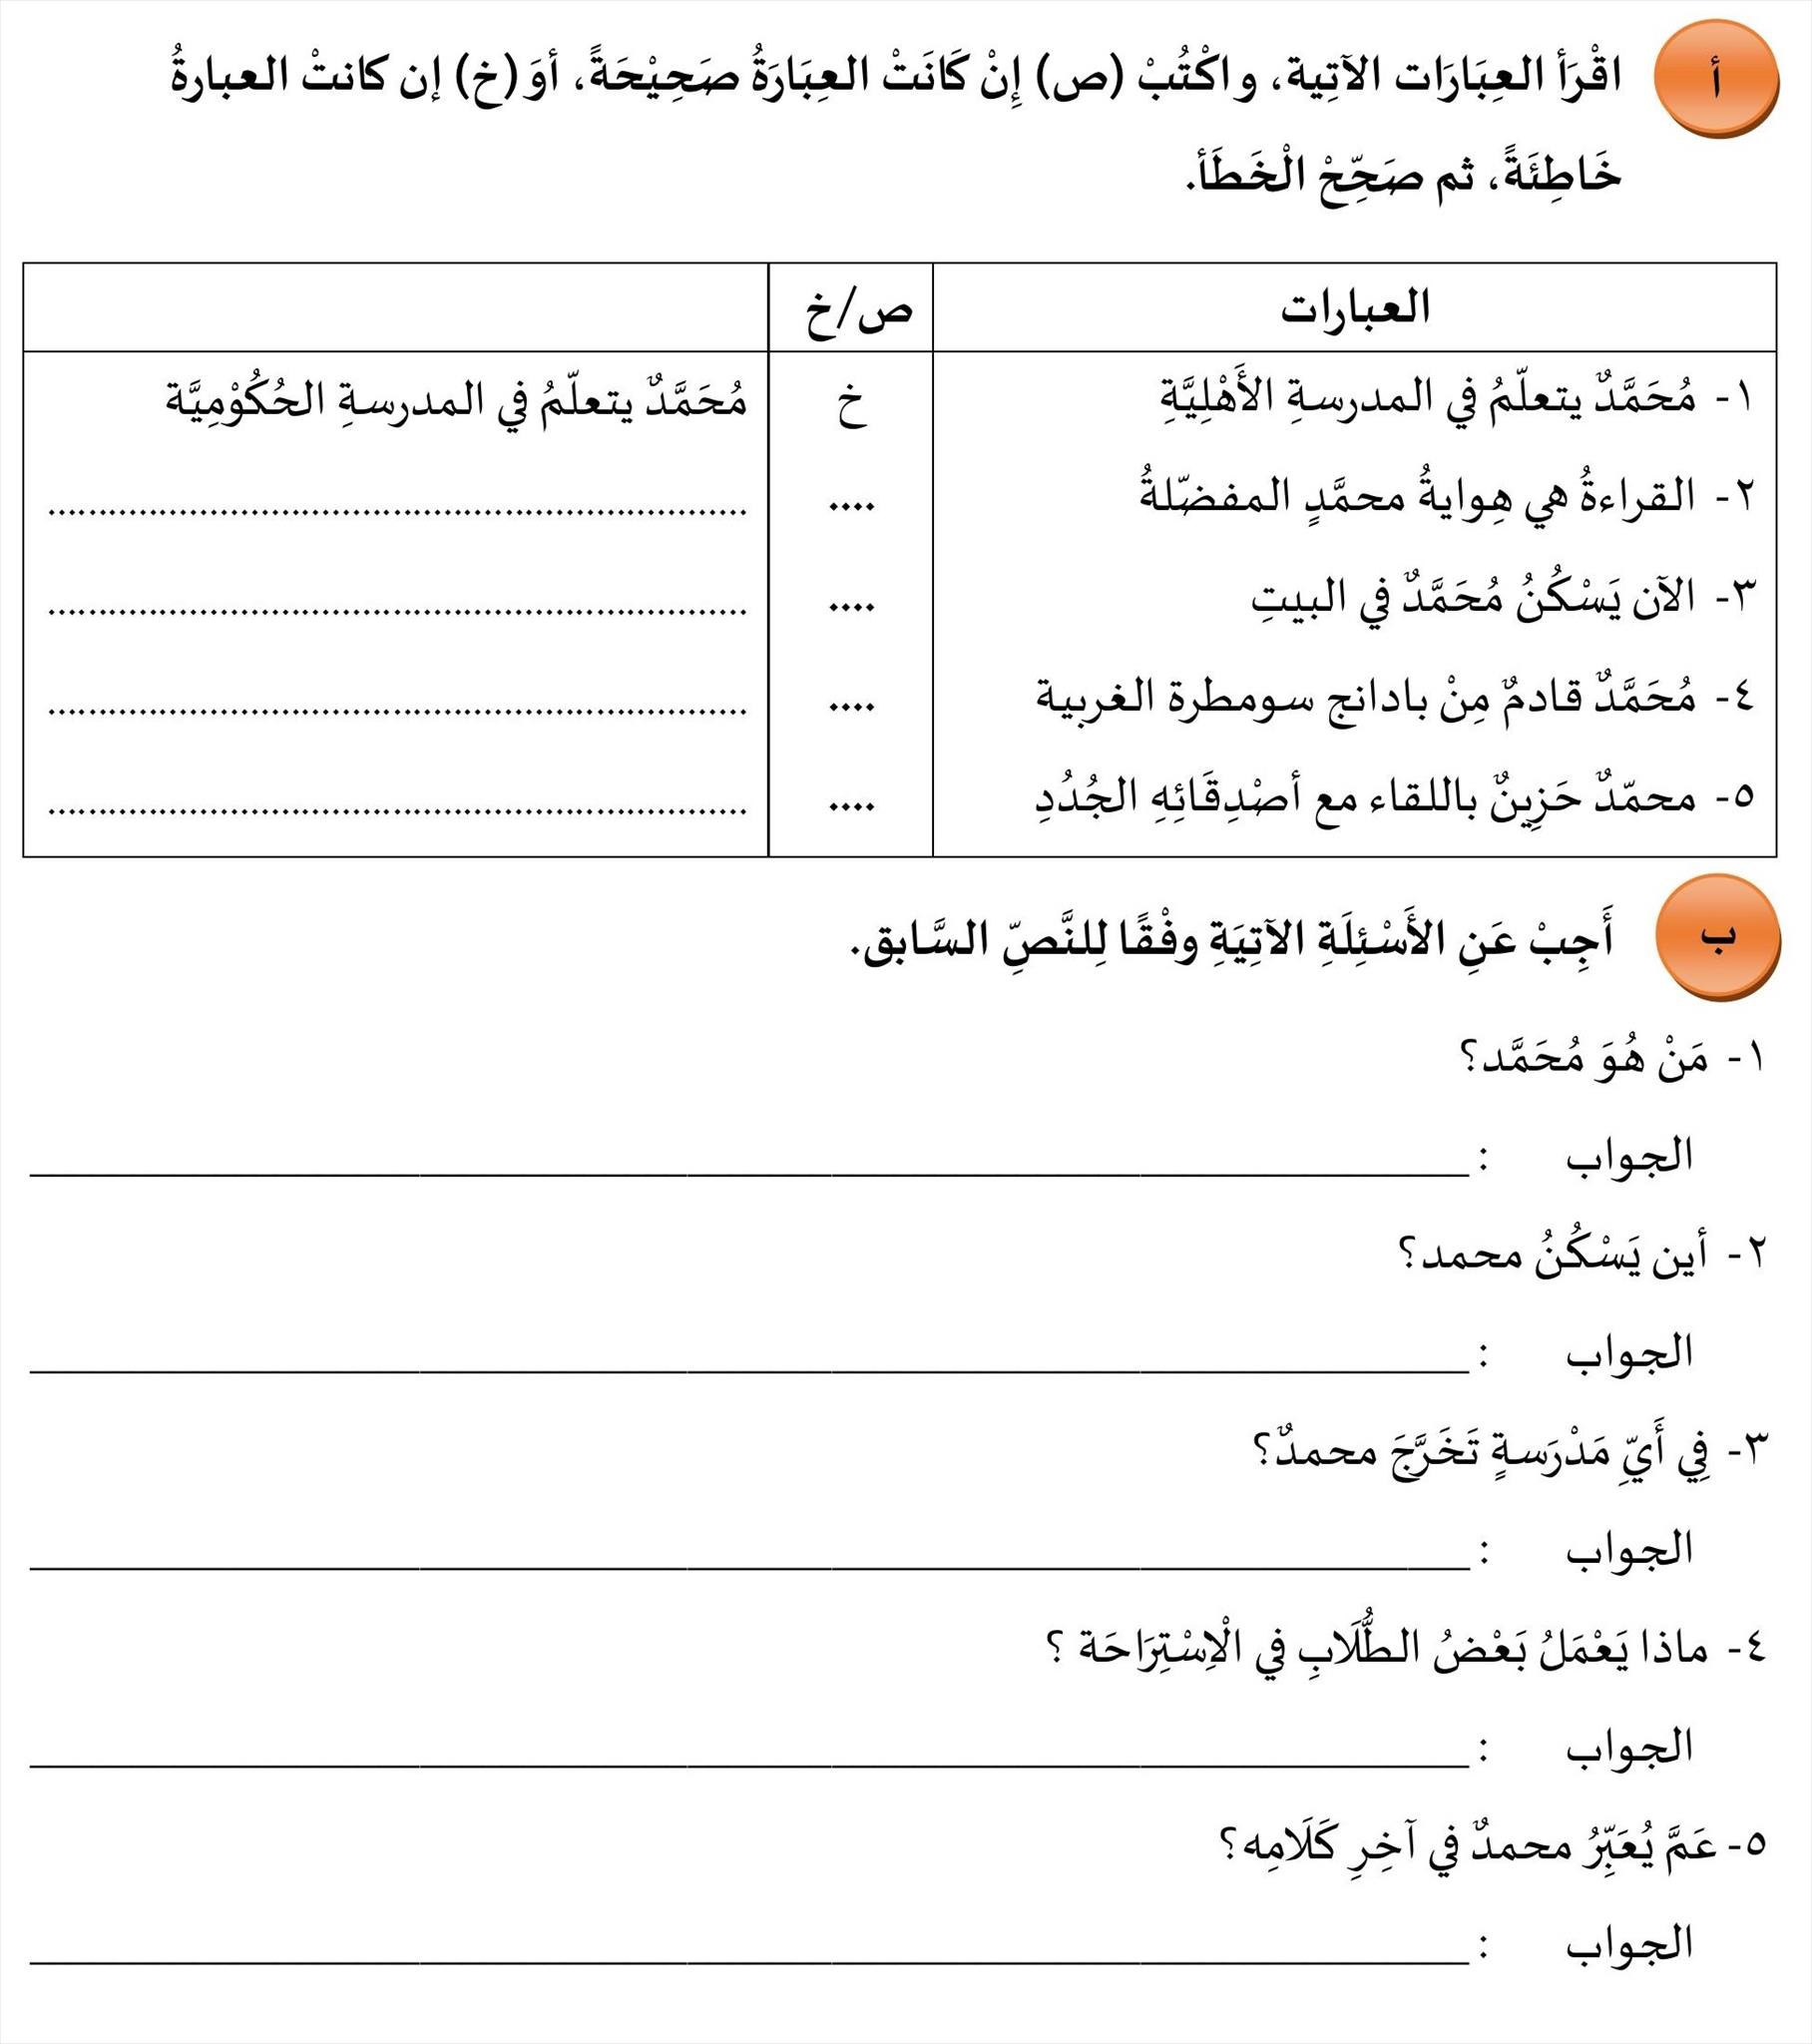 أ
اقْرَأ العِبَارَات الآتِية، واكْتُبْ (ص) إِنْ كَانَتْ العِبَارَةُ صَحِيْحَةً، أوَ(خ) إن كانتْ العبارةُ
خَاطِئَةً، ثم صَحِّحْ الْخَطَأ.
العبارات ص/خ
١- مُحَمَّدٌ يتعلّمُ في المدرسةِ الأَهْلِيَّةِ خ مُحَمَّدٌ يتعلّمُ في المدرسةِ الحُكُوْمِيَّة
٢- القراءةُ هي هِوايةُ محمَّدٍ المفضّلةُ .... ......................................................................
٣- الآن يَسْكُنُ مُحَمَّدٌ في البيتِ .... ......................................................................
٤- مُحَمَّدٌ قادمٌ مِنْ بادانج سومطرة الغربية .... ......................................................................
٥- محمّدٌ حَزِينٌ باللقاء مع أصْدِقَائِهِ الجُدُدِ .... ......................................................................
ب
أَجِبْ عَنِ الأَسْئِلَةِ الآتِيَةِ وفْقًا لِلنَّصِّ السَّابق.
١- مَنْ هُوَ مُحَمَّد؟
الجواب :
٢- أين يَسْكُنُ محمد؟
الجواب :
٣- فِي أَيِّ مَدْرَسةٍ تَخَرَّجَ محمدٌ؟
الجواب :
٤- ماذا يَعْمَلُ بَعْضُ الطُّلَابِ في الْاِسْتِرَاحَة ؟
الجواب :
٥- عَمَّ يُعَبِّرُ محمدٌ في آخِرِ كَلَامِه؟
الجواب :